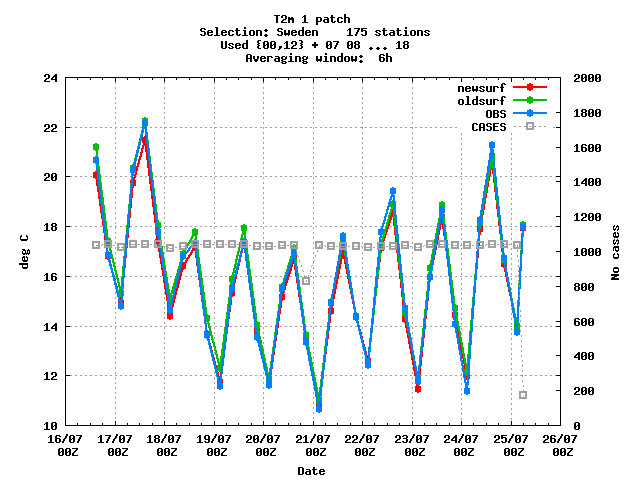 T2m 1 patch
Selection: Sweden    175 stations
Used {00,12} + 07 08 ... 18
Averaging window:  6h
24
22
20
18
16
14
12
10
deg C
2000
1800
1600
1400
1200
1000
800
600
400
200
0
No cases
newsurf
oldsurf
OBS
CASES
16/07 17/07 18/07 19/07 20/07 21/07 22/07 23/07 24/07 25/07 26/07
00Z 00Z 00Z 00Z 00Z 00Z 00Z 00Z 00Z 00Z 00Z
Date